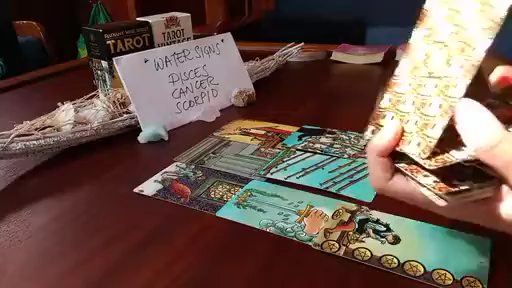 TAROT
TAROT
"WATER SIGNS"
PISCES
CANCER
SCORPIO